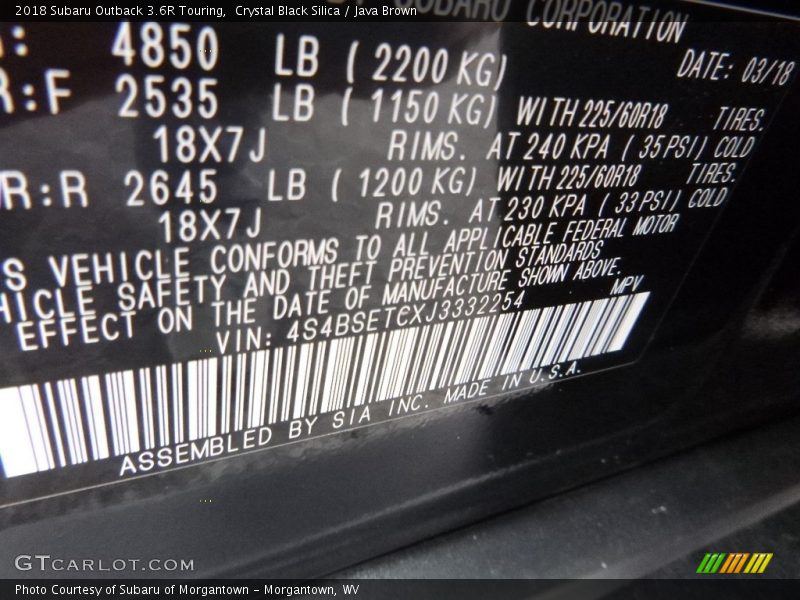 2018 Subaru Outback 3.6R Touring, Crystal Black Silica / Java Brown
SUBARU CORPORATION
4850 LB ( 2200 KG) DATE: 03/18
R:F 2535 LB ( 1150 KG) WITH 225/60R18 TIRES.
18X7J RIMS. AT 240 KPA ( 35 PSI) COLD
WR:R 2645 LB ( 1200 KG) WITH 225/60R18 TIRES.
18X7J RIMS. AT 230 KPA ( 33 PSI) COLD
S VEHICLE CONFORMS TO ALL APPLICABLE FEDERAL MOTOR
HICLE SAFETY AND THEFT PREVENTION STANDARDS
EFFECT ON THE DATE OF MANUFACTURE SHOWN ABOVE.
VIN: 4S4BSETCXJ3332254 MPV
ASSEMBLED BY SIA INC. MADE IN U.S.A.
GTCARLOT.COM
Photo Courtesy of Subaru of Morgantown – Morgantown, WV